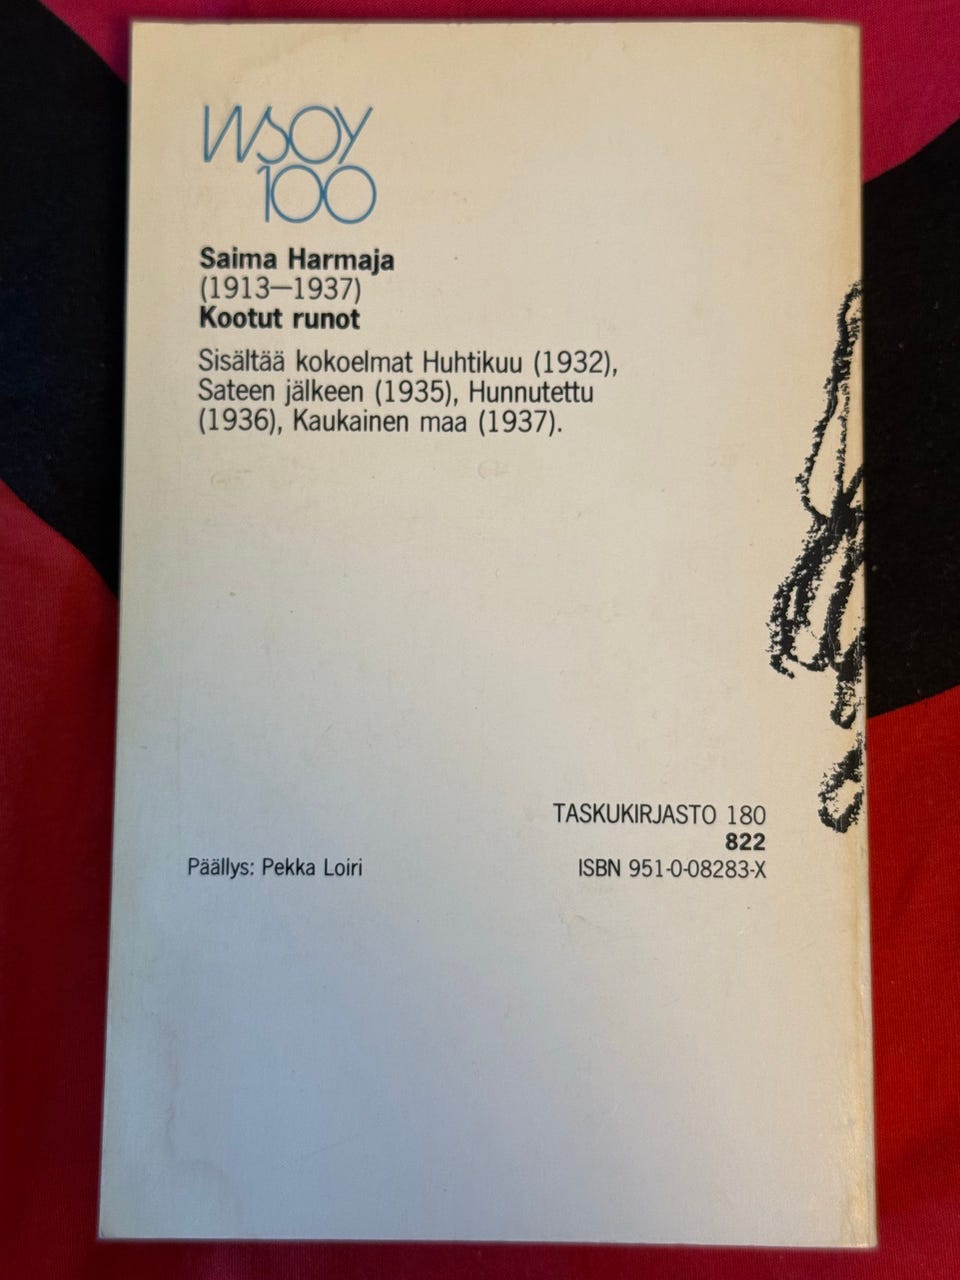 WSOY
100
Saima Harmaja
(1913—1937)
Kootut runot
Sisältää kokoelmat Huhtikuu (1932),
Sateen jälkeen (1935), Hunnutettu
(1936), Kaukainen maa (1937).
TASKUKIRJASTO 180
822
Päällys: Pekka Loiri
ISBN 951-0-08283-X